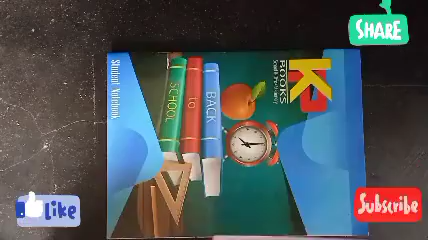 SHARE
K
BOOKS
Student Notebook
BACK
TO
SCHOOL
Like
Subscribe